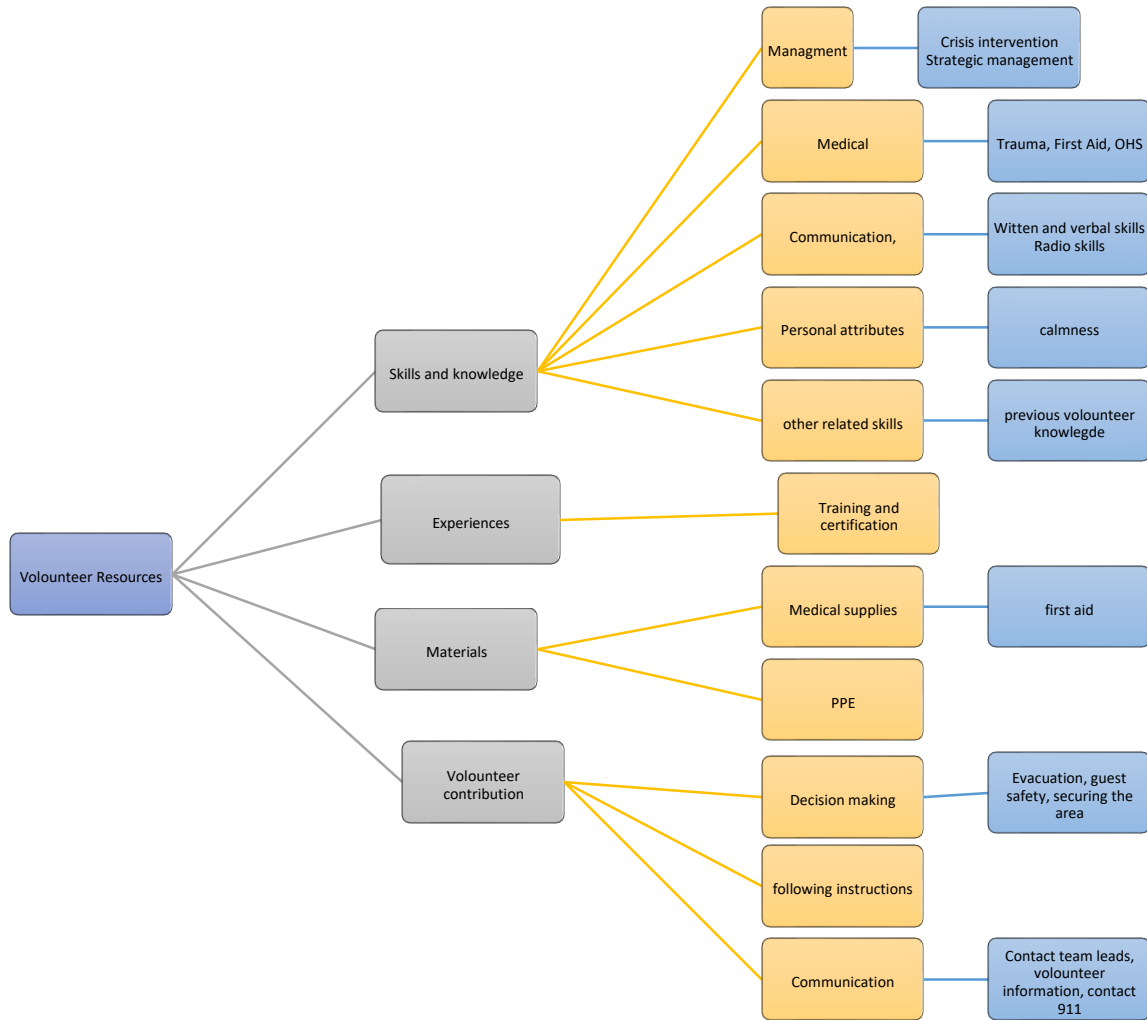 Managment
Crisis intervention
Strategic management
Medical
Trauma, First Aid, OHS
Communication,
Witten and verbal skills
Radio skills
Skills and knowledge
Personal attributes
calmness
other related skills
previous volunteer
knowlegde
Volounteer Resources
Experiences
Training and
certification
Materials
Medical supplies
first aid
PPE
Volounteer
contribution
Decision making
Evacuation, guest
safety, securing the
area
following instructions
Communication
Contact team leads,
volounteer
information, contact
911